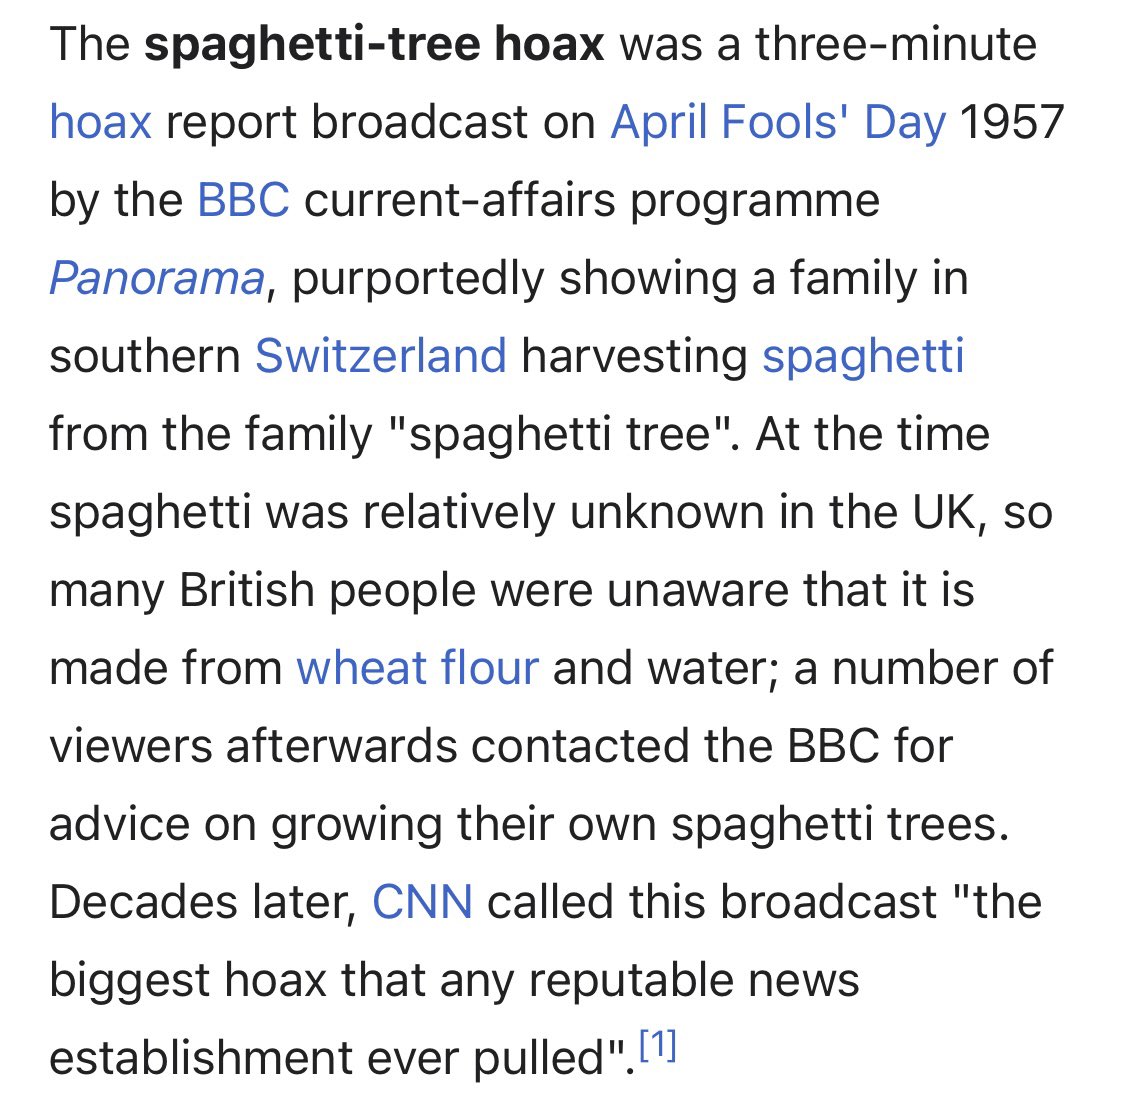 The spaghetti-tree hoax was a three-minute
hoax report broadcast on April Fools' Day 1957
by the BBC current-affairs programme
Panorama, purportedly showing a family in
southern Switzerland harvesting spaghetti
from the family "spaghetti tree". At the time
spaghetti was relatively unknown in the UK, so
many British people were unaware that it is
made from wheat flour and water; a number of
viewers afterwards contacted the BBC for
advice on growing their own spaghetti trees.
Decades later, CNN called this broadcast "the
biggest hoax that any reputable news
establishment ever pulled".[1]